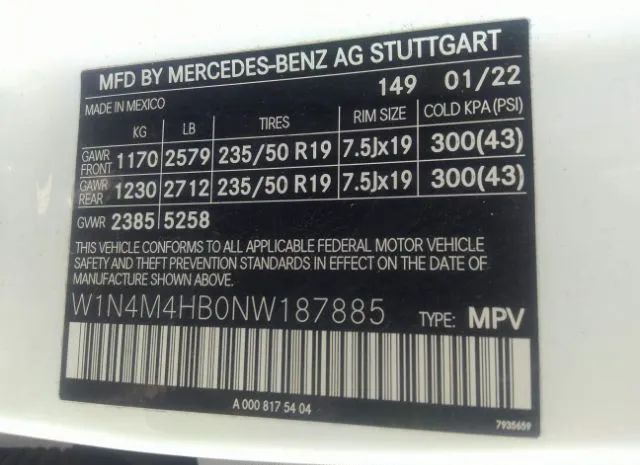 MFD BY MERCEDES-BENZ AG STUTTGART
MADE IN MEXICO 149 01/22
KG LB TIRES RIM SIZE COLD KPA (PSI)
GAWR FRONT 1170 2579 235/50 R19 7.5Jx19 300(43)
GAWR REAR 1230 2712 235/50 R19 7.5Jx19 300(43)
GVWR 2385 5258
THIS VEHICLE CONFORMS TO ALL APPLICABLE FEDERAL MOTOR VEHICLE
SAFETY AND THEFT PREVENTION STANDARDS IN EFFECT ON THE DATE OF
MANUFACTURE SHOWN ABOVE.
W1N4M4HB0NW187885 TYPE: MPV
A 000 817 54 04
7935659